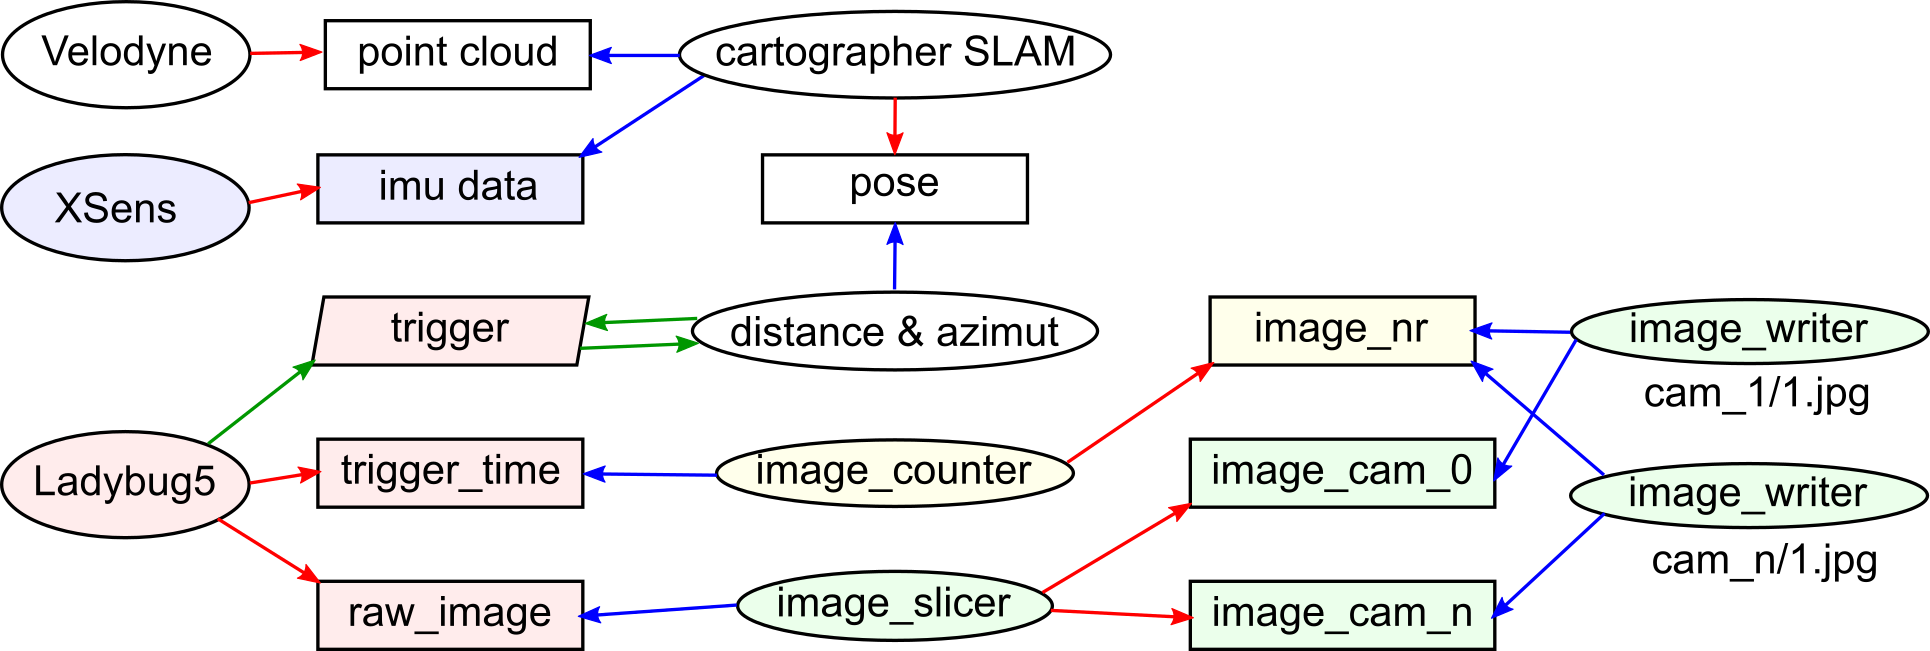 Velodyne
point cloud
cartographer SLAM
XSens
imu data
pose
trigger
distance & azimut
image_nr
image_writer
cam_1/1.jpg
Ladybug5
trigger_time
image_counter
image_cam_0
image_writer
cam_n/1.jpg
raw_image
image_slicer
image_cam_n